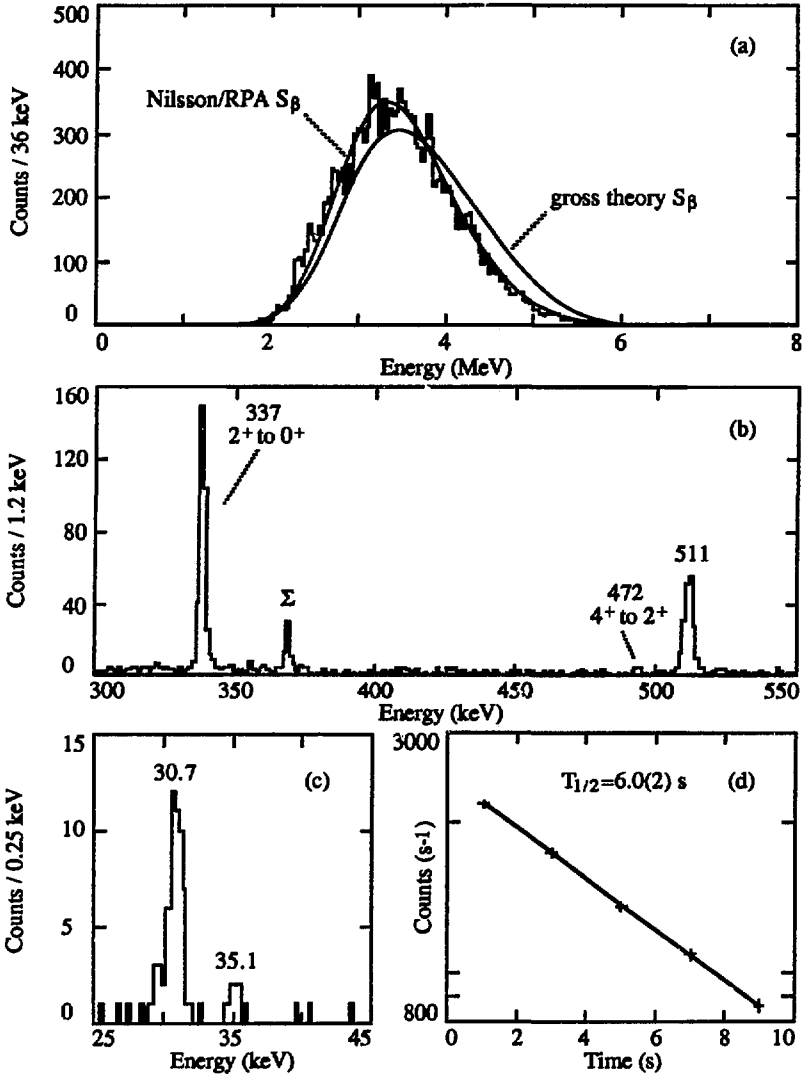 500
400
300
200
100
0
Counts / 36 keV
(a)
Nilsson/RPA Sβ
gross theory Sβ
0 2 4 6 8
Energy (MeV)
160
120
80
40
0
Counts / 1.2 keV
(b)
337
2+ to 0+
Σ
472
4+ to 2+
511
300 350 400 450 500 550
Energy (keV)
15
10
5
0
Counts / 0.25 keV
(c)
30.7
35.1
25 35 45
Energy (keV)
3000
800
Counts (s-1)
T1/2=6.0(2) s (d)
0 2 4 6 8 10
Time (s)